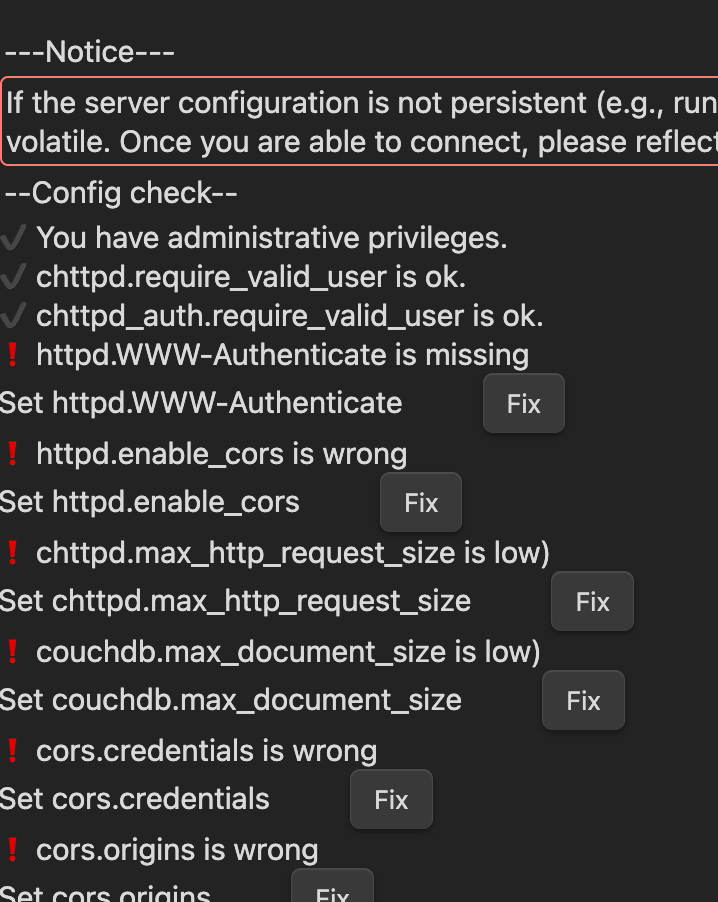 ---Notice---
If the server configuration is not persistent (e.g., run
volatile. Once you are able to connect, please reflect
--Config check--
✔ You have administrative privileges.
✔ chttpd.require_valid_user is ok.
✔ chttpd_auth.require_valid_user is ok.
❗ httpd.WWW-Authenticate is missing
Set httpd.WWW-Authenticate Fix
❗ httpd.enable_cors is wrong
Set httpd.enable_cors Fix
❗ chttpd.max_http_request_size is low)
Set chttpd.max_http_request_size Fix
❗ couchdb.max_document_size is low)
Set couchdb.max_document_size Fix
❗ cors.credentials is wrong
Set cors.credentials Fix
❗ cors.origins is wrong
Set cors.origins Fix